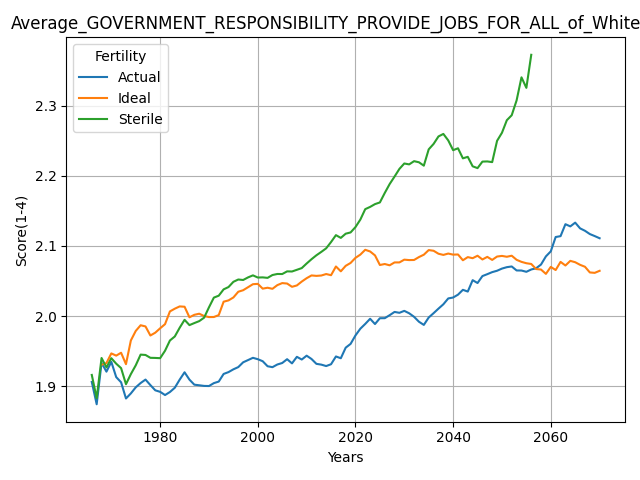 Average_GOVERNMENT_RESPONSIBILITY_PROVIDE_JOBS_FOR_ALL_of_White
Fertility
Actual
Ideal
Sterile
2.3
2.2
2.1
2.0
1.9
Score(1-4)
1980 2000 2020 2040 2060
Years